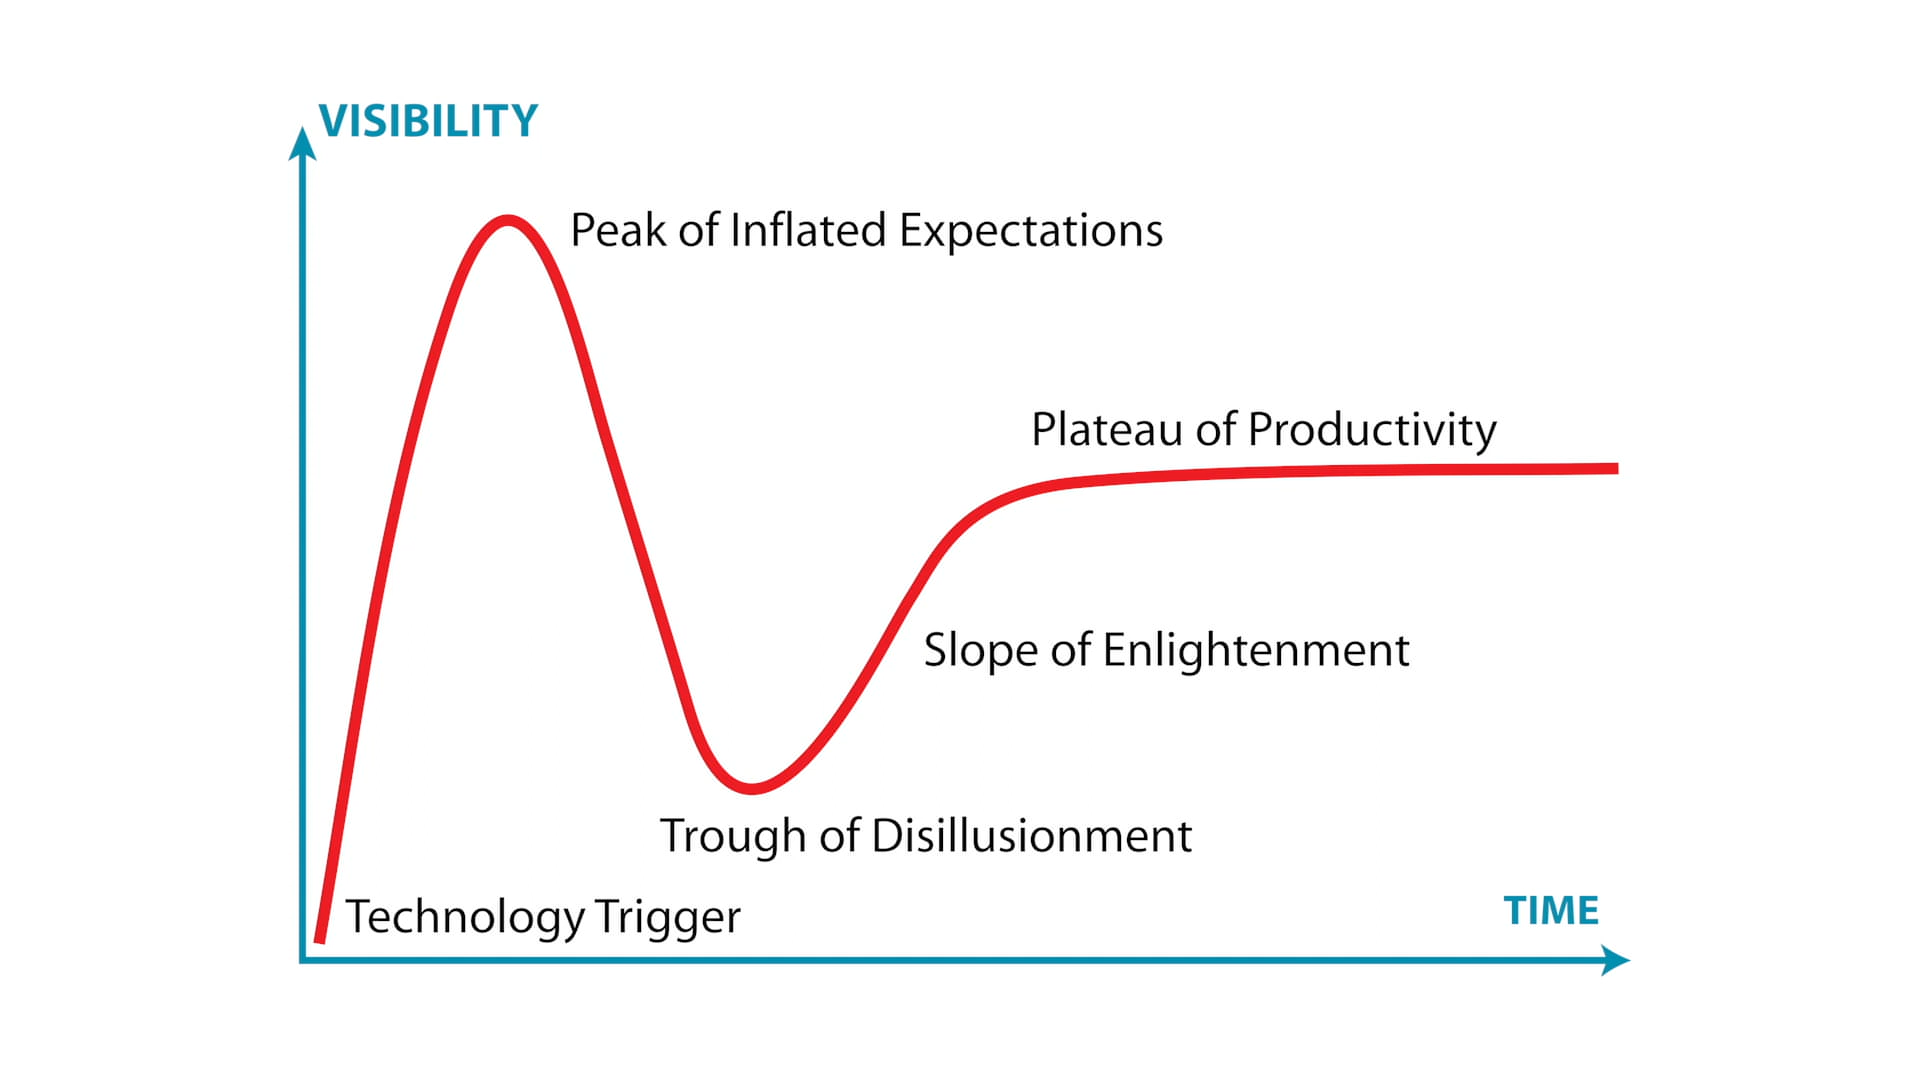 VISIBILITY
Peak of Inflated Expectations
Plateau of Productivity
Slope of Enlightenment
Trough of Disillusionment
Technology Trigger
TIME